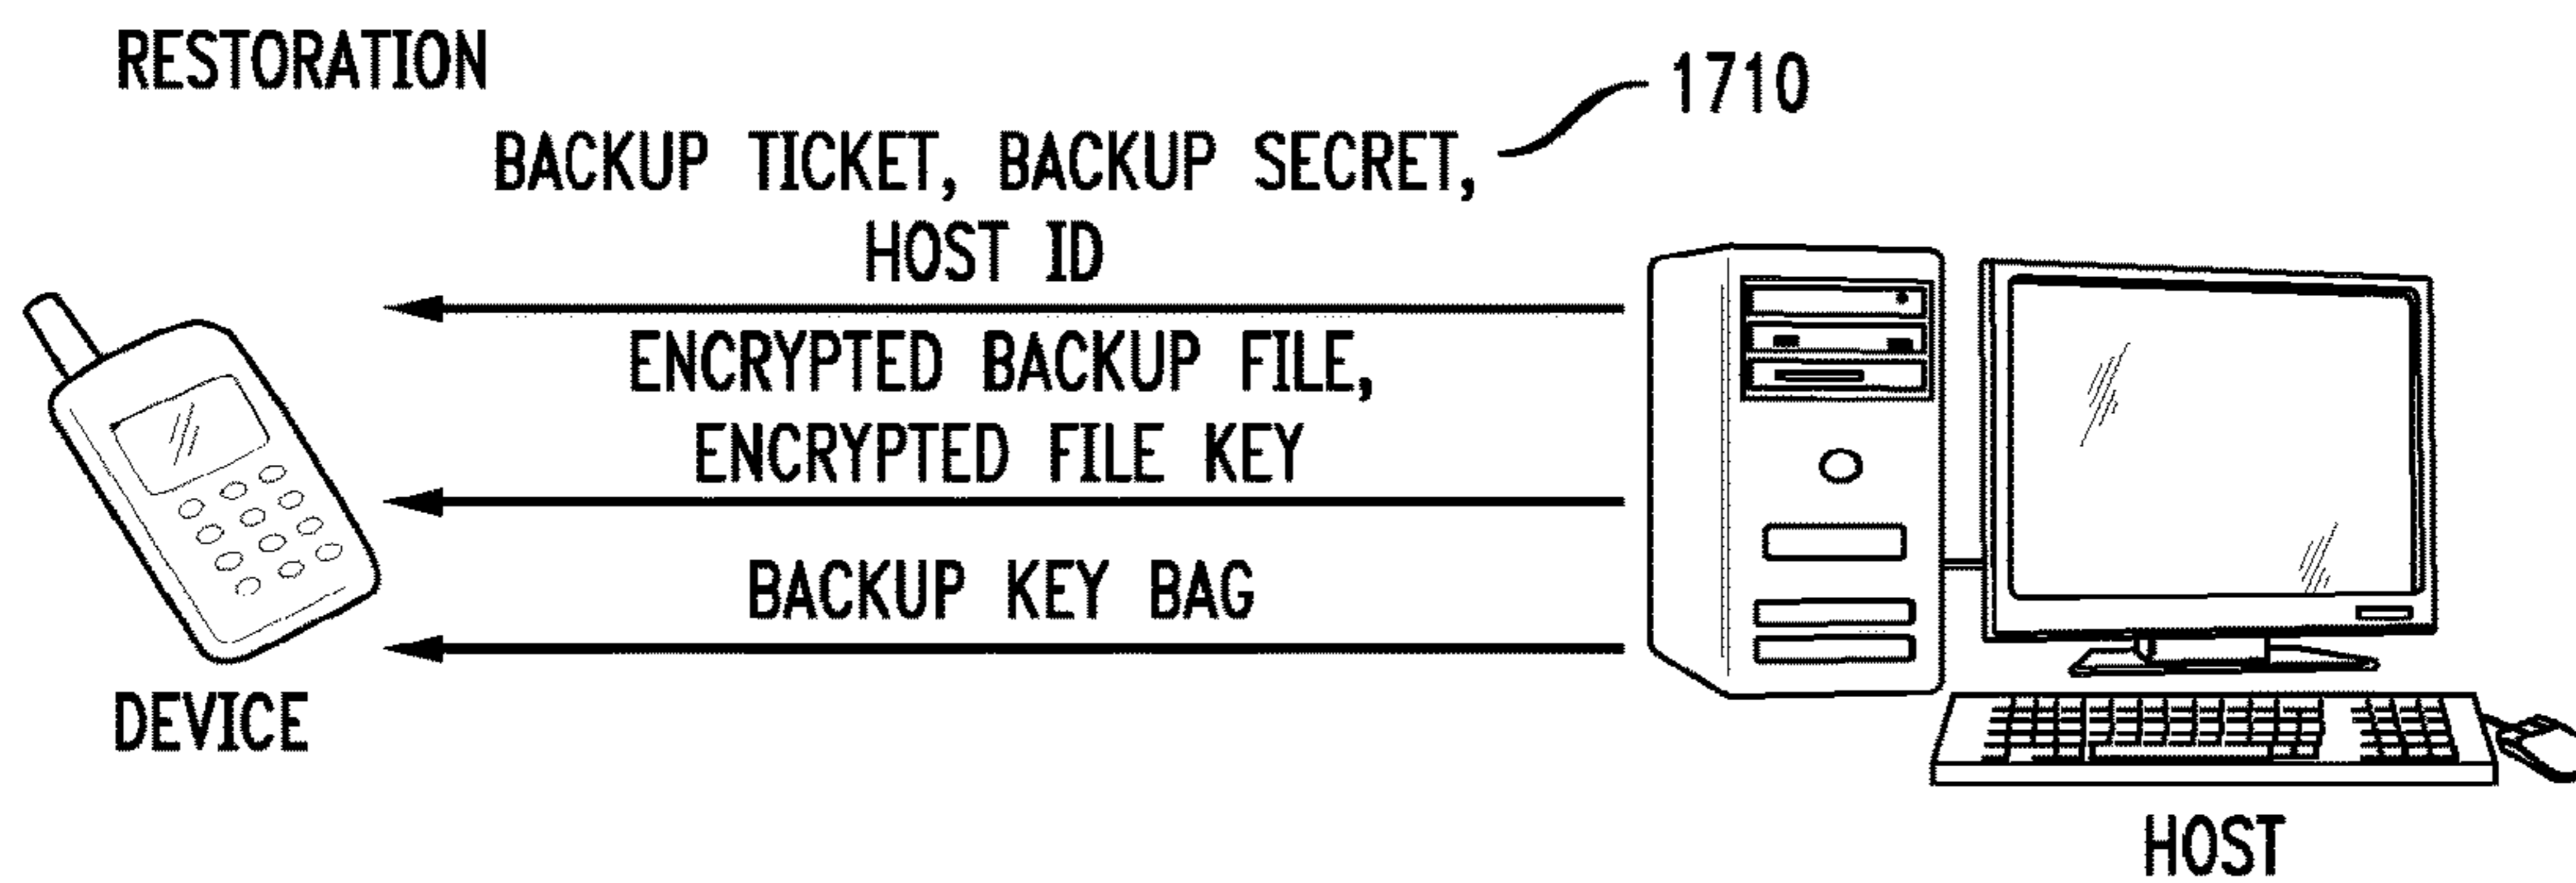 RESTORATION
1710
BACKUP TICKET, BACKUP SECRET,
HOST ID
ENCRYPTED BACKUP FILE,
ENCRYPTED FILE KEY
BACKUP KEY BAG
DEVICE
HOST